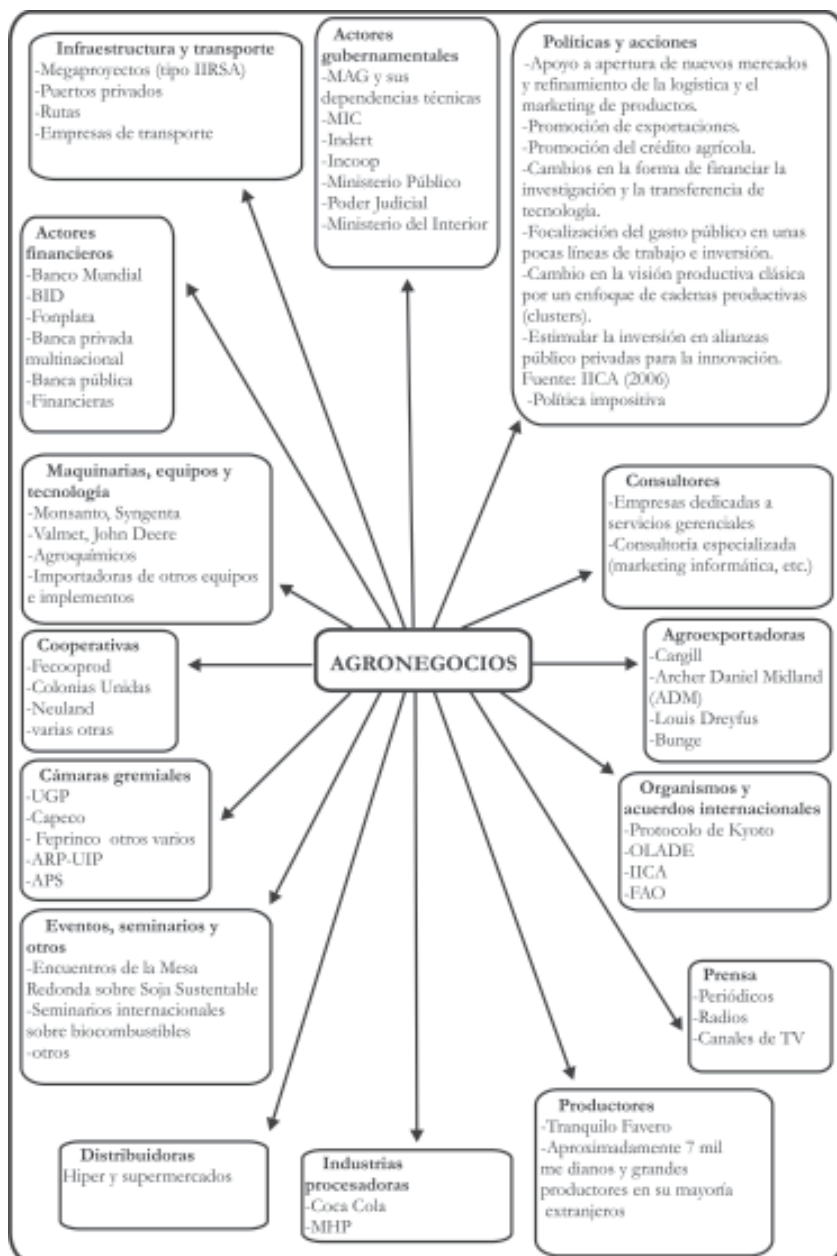 Infraestructura y transporte
-Megaproyectos (tipo IIRSA)
-Puertos privados
-Rutas
-Empresas de transporte
Actores
gubernamentales
-MAG y sus
dependencias técnicas
-MIC
-Indert
-Incoop
-Ministerio Público
-Poder Judicial
-Ministerio del Interior
Políticas y acciones
-Apoyo a apertura de nuevos mercados
y refinamiento de la logística y el
marketing de productos.
-Promoción de exportaciones.
-Promoción del crédito agrícola.
-Cambios en la forma de financiar la
investigación y la transferencia de
tecnología.
-Focalización del gasto público en unas
pocas líneas de trabajo e inversión.
-Cambio en la visión productiva clásica
por un enfoque de cadenas productivas
(clusters).
-Estimular la inversión en alianzas
público privadas para la innovación.
Fuente: IICA (2006)
-Política impositiva
Actores
financieros
-Banco Mundial
-BID
-Fonplata
-Banca privada
multinacional
-Banca pública
-Financieras
Maquinarias, equipos y
tecnología
-Monsanto, Syngenta
-Valmet, John Deere
-Agroquímicos
-Importadoras de otros equipos
e implementos
Consultores
-Empresas dedicadas a
servicios gerenciales
-Consultoría especializada
(marketing informática, etc.)
AGRONEGOCIOS
Cooperativas
-Fecooprod
-Colonias Unidas
-Neuland
-varias otras
Agroexportadoras
-Cargill
-Archer Daniel Midland
(ADM)
-Louis Dreyfus
-Bunge
Cámaras gremiales
-UGP
-Capeco
- Feprinco otros varios
-ARP-UIP
-APS
Organismos y
acuerdos internacionales
-Protocolo de Kyoto
-OLADE
-IICA
-FAO
Eventos, seminarios y
otros
-Encuentros de la Mesa
Redonda sobre Soja Sustentable
-Seminarios internacionales
sobre biocombustibles
-otros
Prensa
-Periódicos
-Radios
-Canales de TV
Distribuidoras
Hiper y supermercados
Industrias
procesadoras
-Coca Cola
-MHP
Productores
-Tranquilo Favero
-Aproximadamente 7 mil
me dianos y grandes
productores en su mayoría
extranjeros